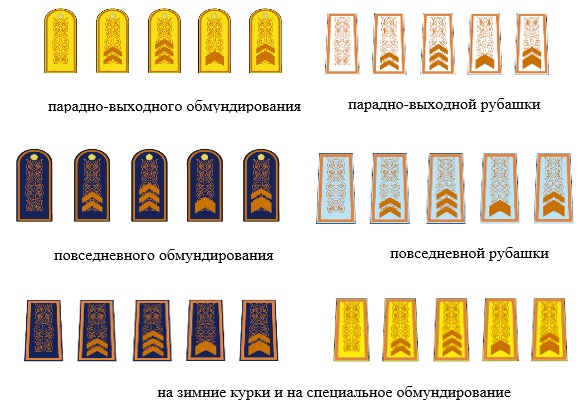 парадно-выходного обмундирования
парадно-выходной рубашки
повседневного обмундирования
повседневной рубашки
на зимние курки и на специальное обмундирование